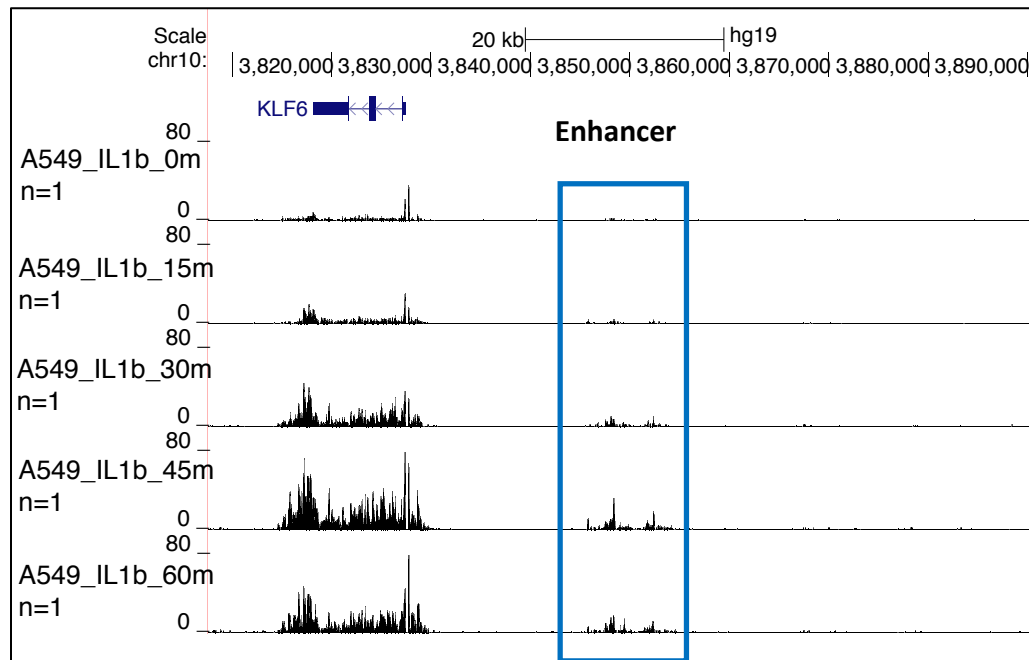 Scale 20 kb hg19
chr10: 3,820,000 3,830,000 3,840,000 3,850,000 3,860,000 3,870,000 3,880,000 3,890,000
KLF6
Enhancer
80
A549_IL1b_0m
n=1
0
80
A549_IL1b_15m
n=1
0
80
A549_IL1b_30m
n=1
0
80
A549_IL1b_45m
n=1
0
80
A549_IL1b_60m
n=1
0